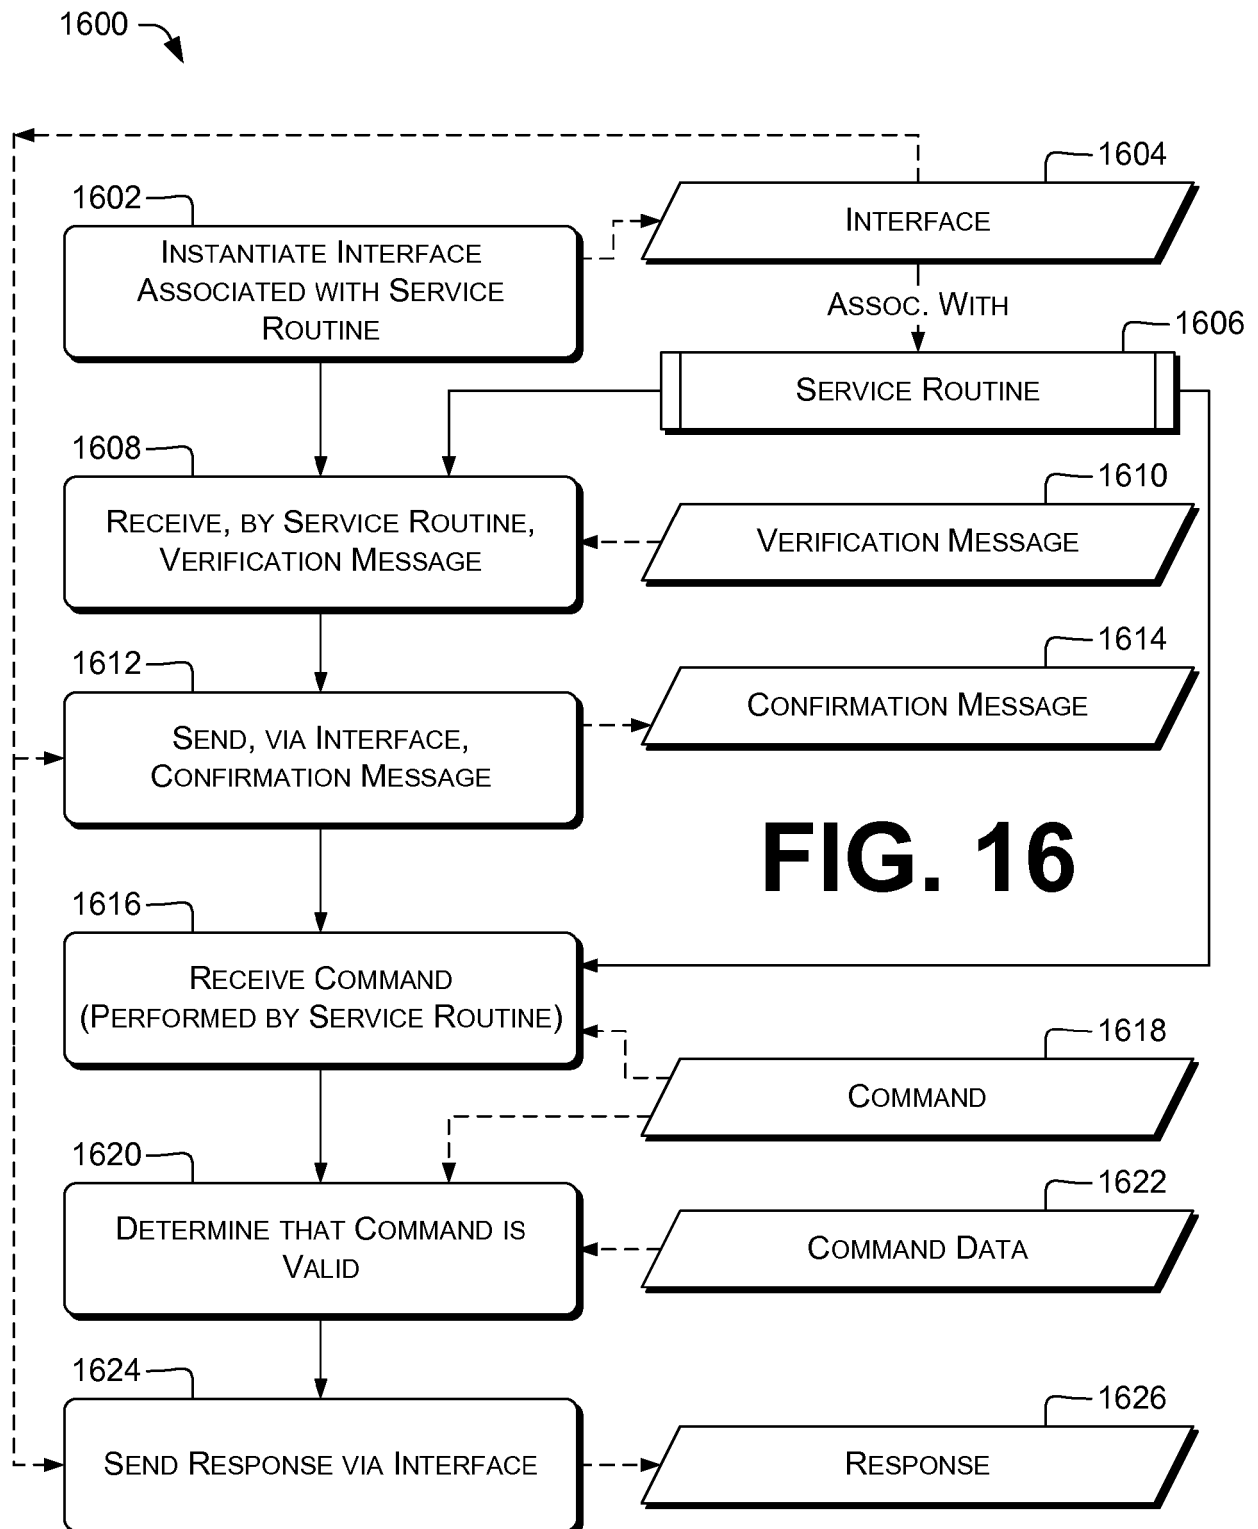 1600
1604
1602
INTERFACE
INSTANTIATE INTERFACE
ASSOCIATED WITH SERVICE
ROUTINE
ASSOC. WITH
1606
SERVICE ROUTINE
1608
1610
RECEIVE, BY SERVICE ROUTINE,
VERIFICATION MESSAGE
VERIFICATION MESSAGE
1612
1614
CONFIRMATION MESSAGE
SEND, VIA INTERFACE,
CONFIRMATION MESSAGE
FIG. 16
1616
RECEIVE COMMAND
(PERFORMED BY SERVICE ROUTINE)
1618
COMMAND
1620
1622
DETERMINE THAT COMMAND IS
VALID
COMMAND DATA
1624
1626
SEND RESPONSE VIA INTERFACE
RESPONSE